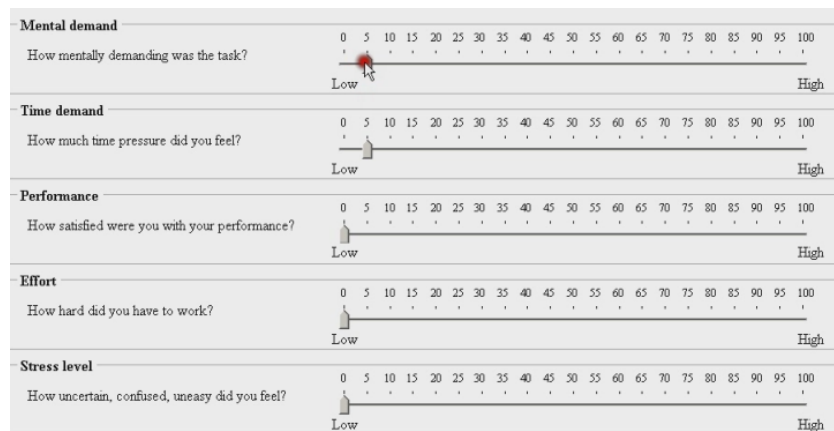 Mental demand
0 5 10 15 20 25 30 35 40 45 50 55 60 65 70 75 80 85 90 95 100
How mentally demanding was the task?
Low High
Time demand
0 5 10 15 20 25 30 35 40 45 50 55 60 65 70 75 80 85 90 95 100
How much time pressure did you feel?
Low High
Performance
0 5 10 15 20 25 30 35 40 45 50 55 60 65 70 75 80 85 90 95 100
How satisfied were you with your performance?
Low High
Effort
0 5 10 15 20 25 30 35 40 45 50 55 60 65 70 75 80 85 90 95 100
How hard did you have to work?
Low High
Stress level
0 5 10 15 20 25 30 35 40 45 50 55 60 65 70 75 80 85 90 95 100
How uncertain, confused, uneasy did you feel?
Low High